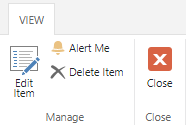 VIEW
Edit
Item
Alert Me
Delete Item
Manage
Close
Close